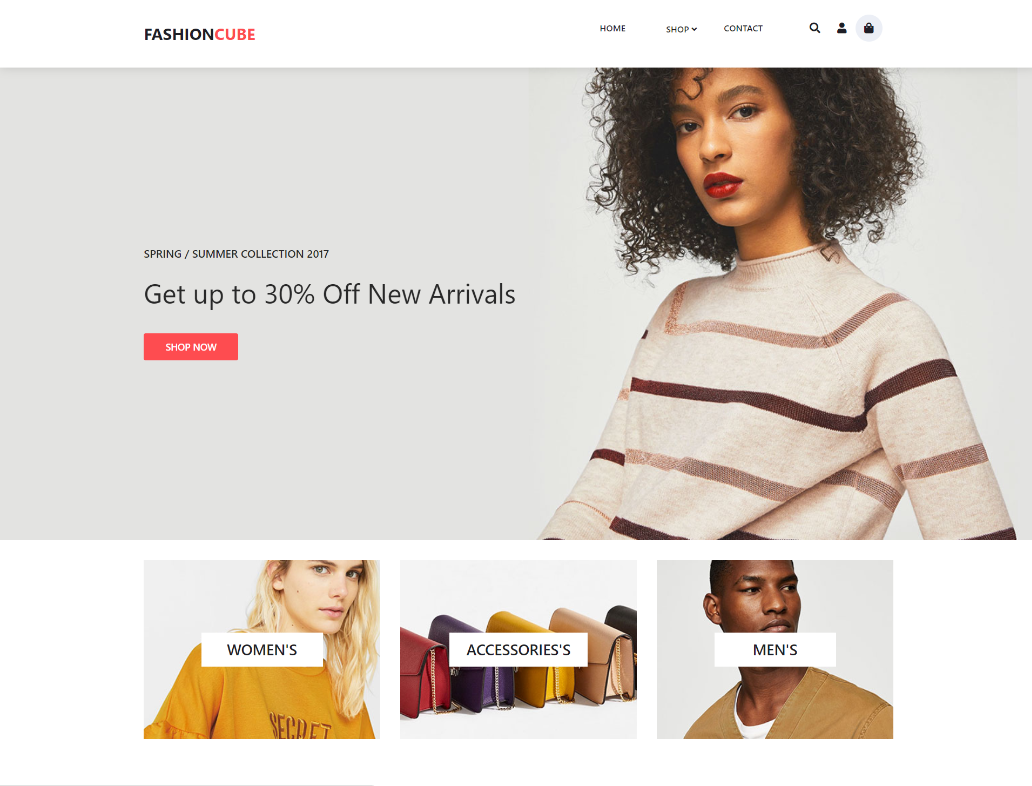 FASHIONCUBE
HOME
SHOP
CONTACT
SPRING / SUMMER COLLECTION 2017
Get up to 30% Off New Arrivals
SHOP NOW
WOMEN'S
ACCESSORIES'S
MEN'S
SECRET